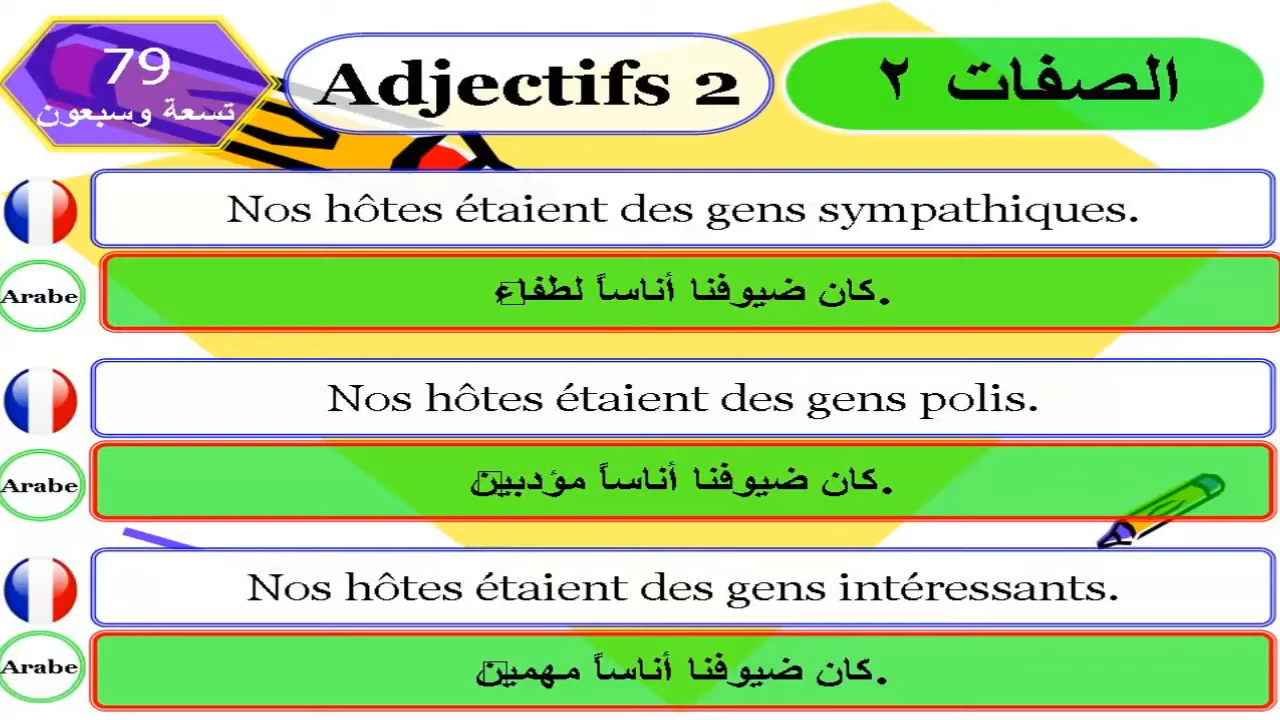 79
تسعة وسبعون
Adjectifs 2
الصفات ٢
Nos hôtes étaient des gens sympathiques.
Arabe
كان ضيوفنا أناساً لطفاء.
Nos hôtes étaient des gens polis.
Arabe
كان ضيوفنا أناساً مؤدبين.
Nos hôtes étaient des gens intéressants.
Arabe
كان ضيوفنا أناساً مهمين.